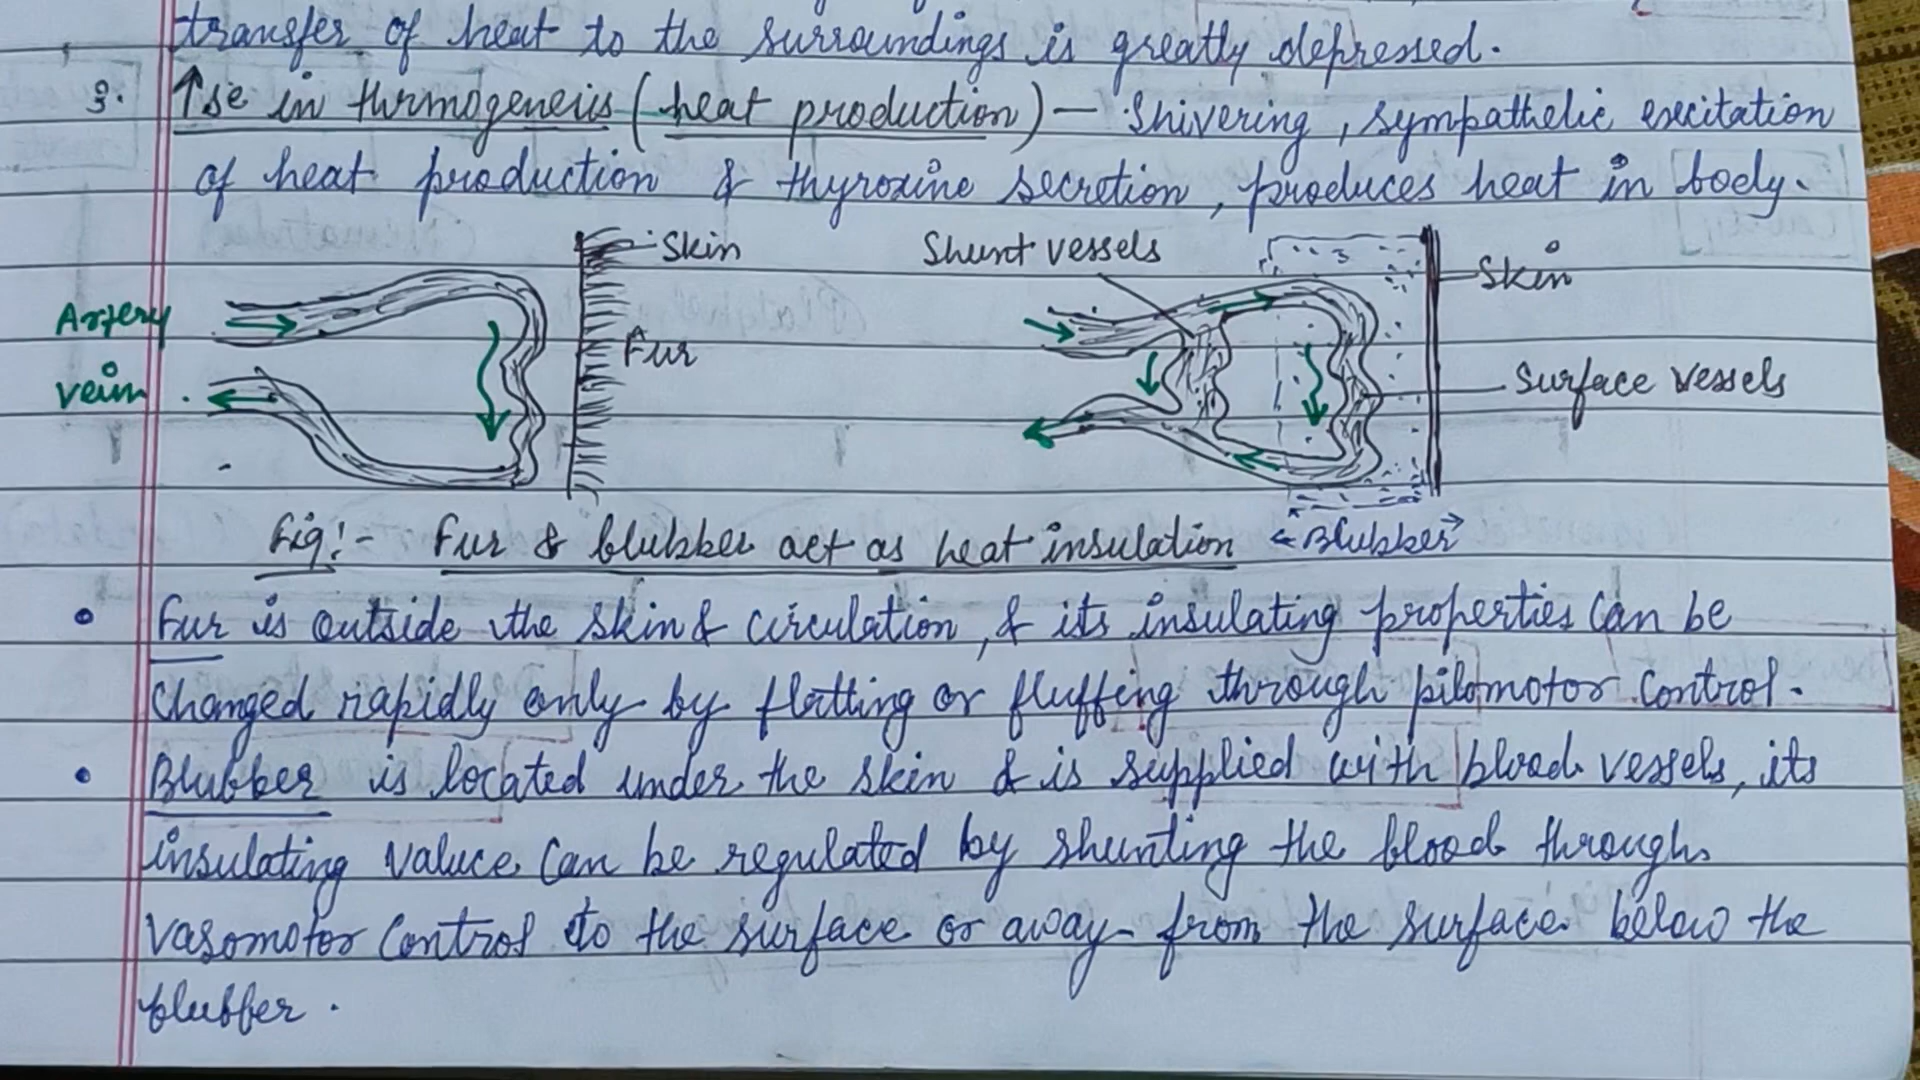 transfer of heat to the surroundings is greatly depressed.
3. ↑se in thrmogeneiis (heat production) — Shivering, sympathetic excitation
of heat production & thyroxine secretion, produces heat in body.
Skin
Shunt vessels
Skin
Artery
Fur
Vein
Surface vessels
Fig:- Fur & blubber act as heat insulation ←Blubber→
• Fur is outside the skin & circulation, & its insulating properties can be
changed rapidly only by flatting or fluffing through pilomotor control.
• Blubber is located under the skin & is supplied with blood vessels, its
insulating value can be regulated by shunting the blood through
vasomotor control to the surface or away from the surface below the
blubber.